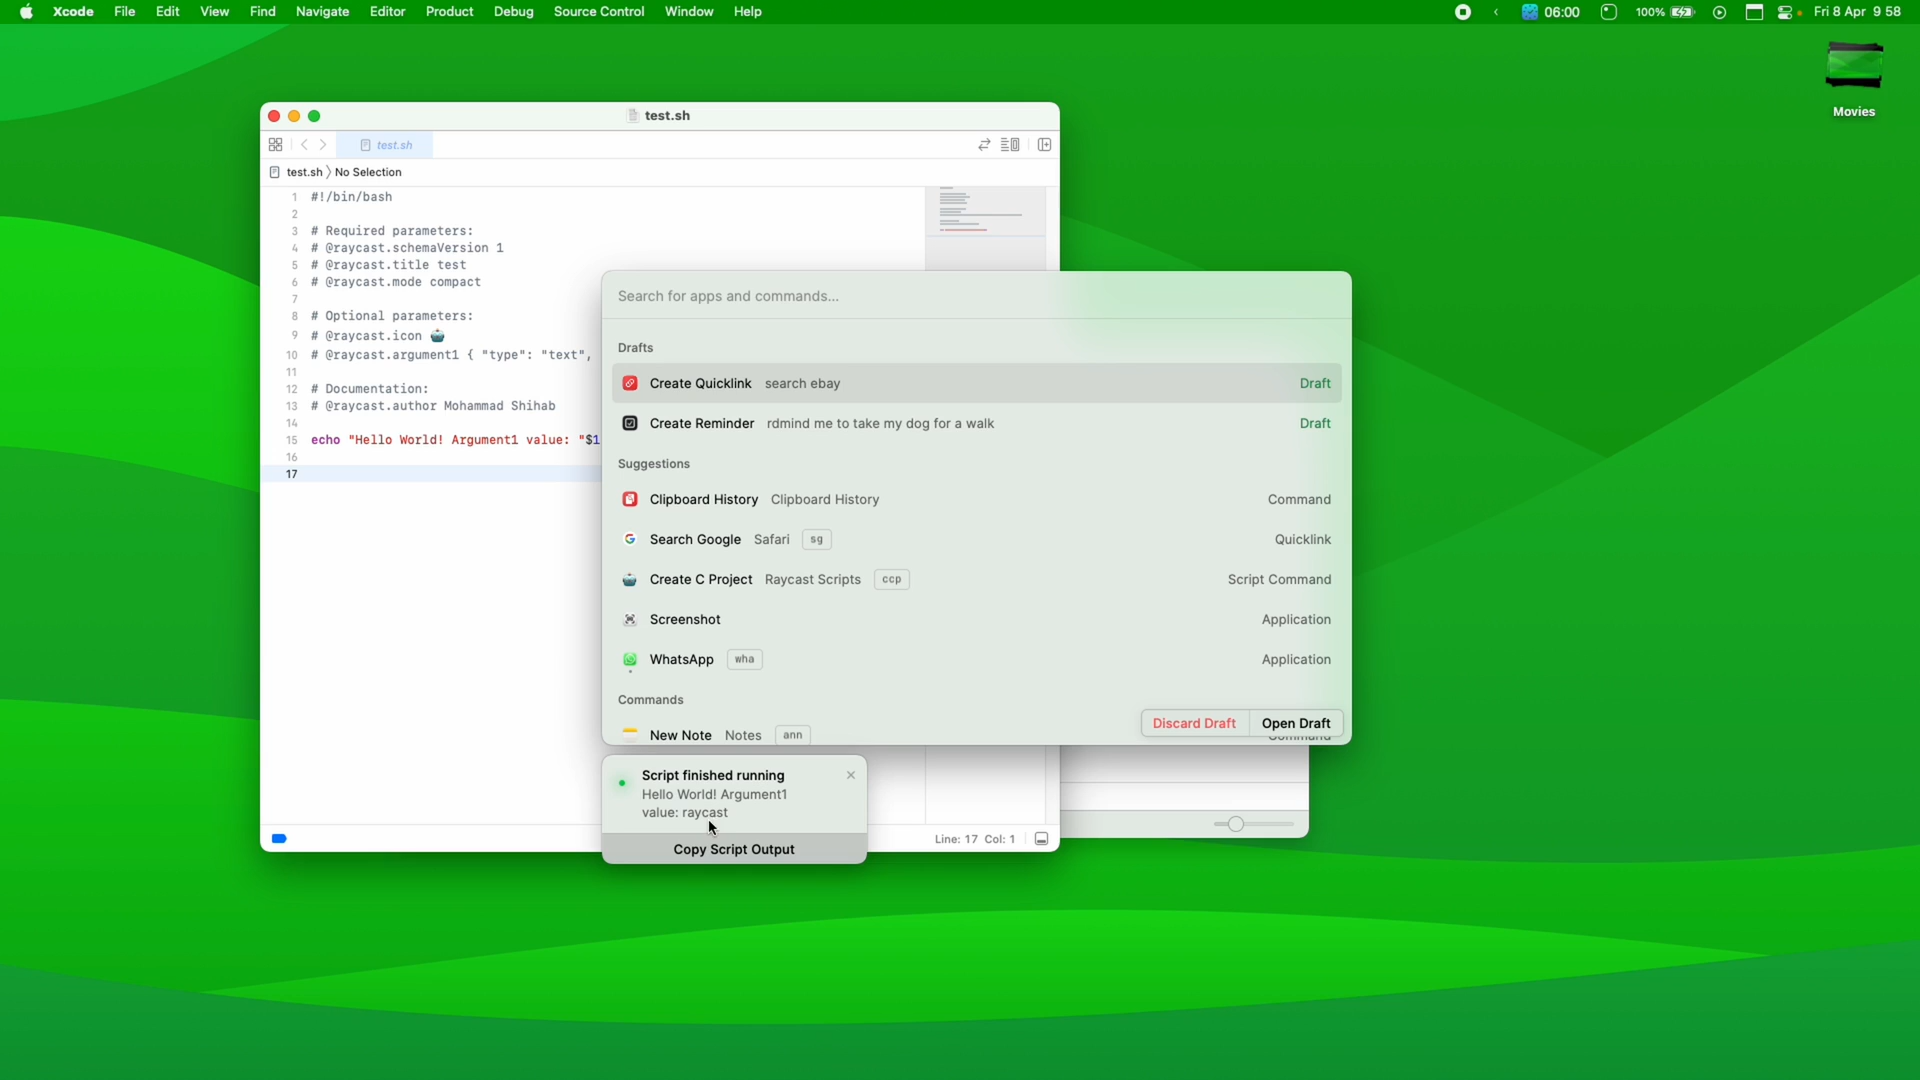 Xcode File Edit View Find Navigate Editor Product Debug Source Control Window Help
06:00 100% Fri 8 Apr 9 58
Movies
test.sh
test.sh
test.sh 〉No Selection
1 #!/bin/bash
2
3 # Required parameters:
4 # @raycast.schemaVersion 1
5 # @raycast.title test
6 # @raycast.mode compact
7
8 # Optional parameters:
9 # @raycast.icon 🤖
10 # @raycast.argument1 { "type": "text",
11
12 # Documentation:
13 # @raycast.author Mohammad Shihab
14
15 echo "Hello World! Argument1 value: "$1
16
17
Line: 17 Col: 1
Search for apps and commands...
Drafts
Create Quicklink search ebay Draft
Create Reminder rdmind me to take my dog for a walk Draft
Suggestions
Clipboard History Clipboard History Command
Search Google Safari sg Quicklink
Create C Project Raycast Scripts ccp Script Command
Screenshot Application
WhatsApp wha Application
Commands
New Note Notes ann Command
Discard Draft Open Draft
Script finished running
Hello World! Argument1
value: raycast
Copy Script Output